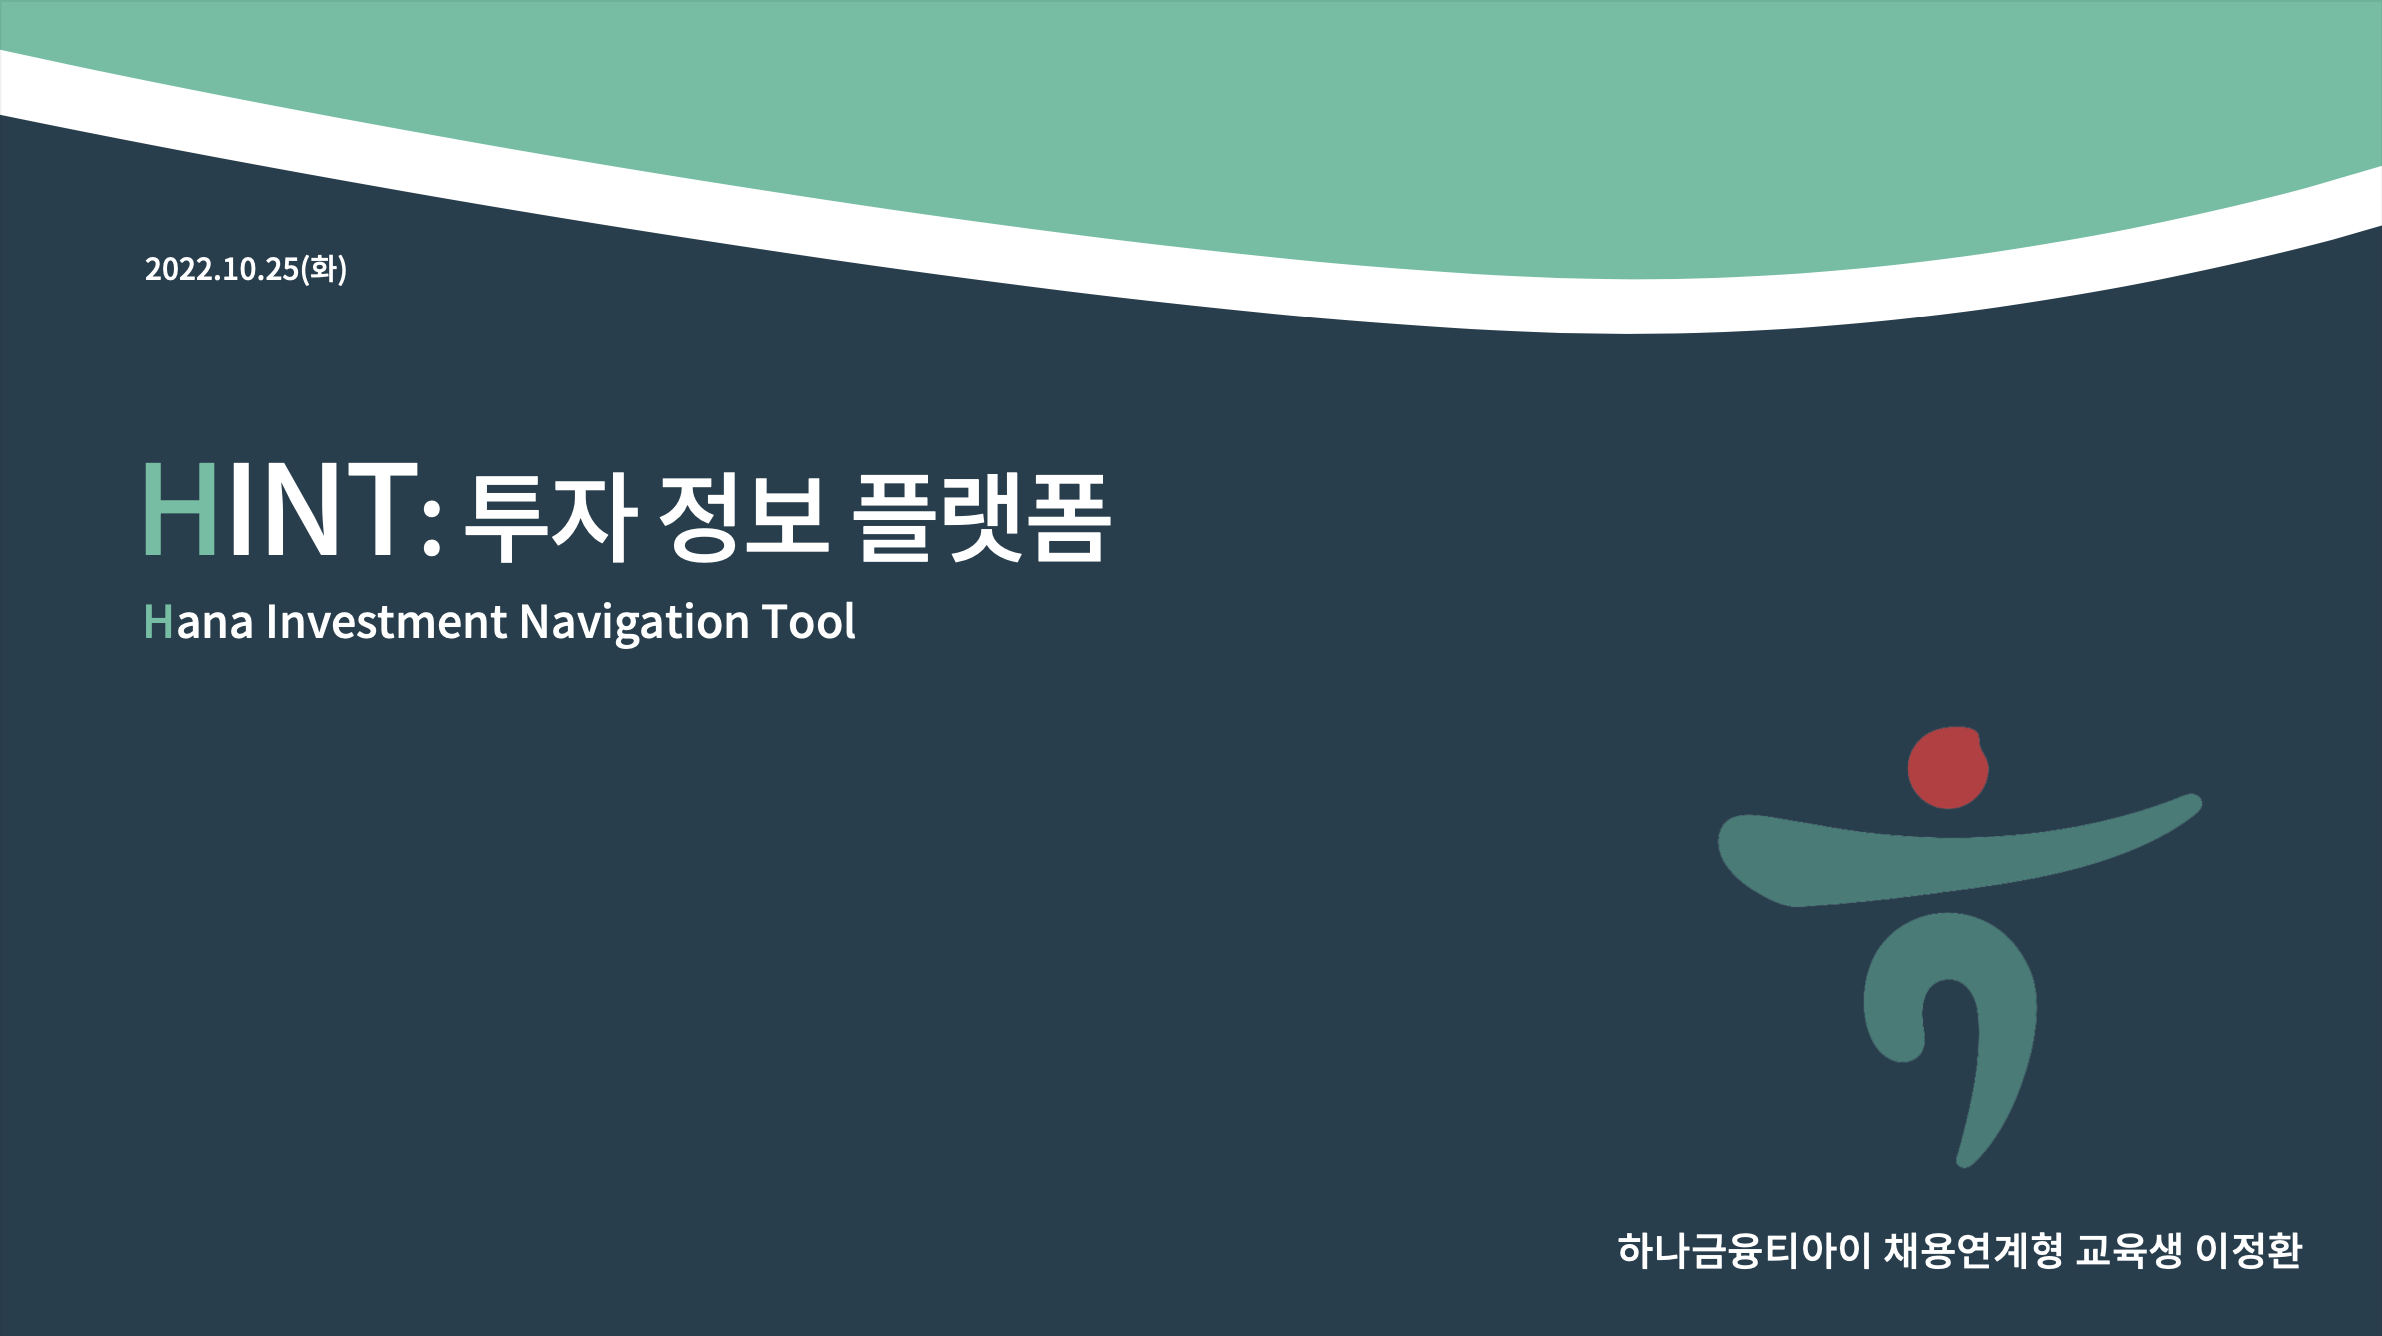 2022.10.25(화)
HINT: 투자 정보 플랫폼
Hana Investment Navigation Tool
하나금융티아이 채용연계형 교육생 이정환